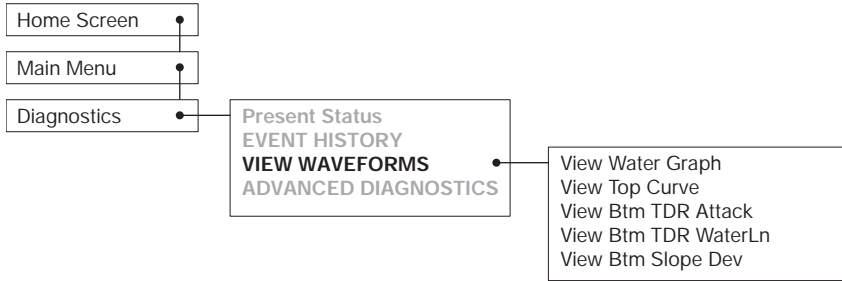 Home Screen
Main Menu
Diagnostics
Present Status
EVENT HISTORY
VIEW WAVEFORMS
ADVANCED DIAGNOSTICS
View Water Graph
View Top Curve
View Btm TDR Attack
View Btm TDR WaterLn
View Btm Slope Dev